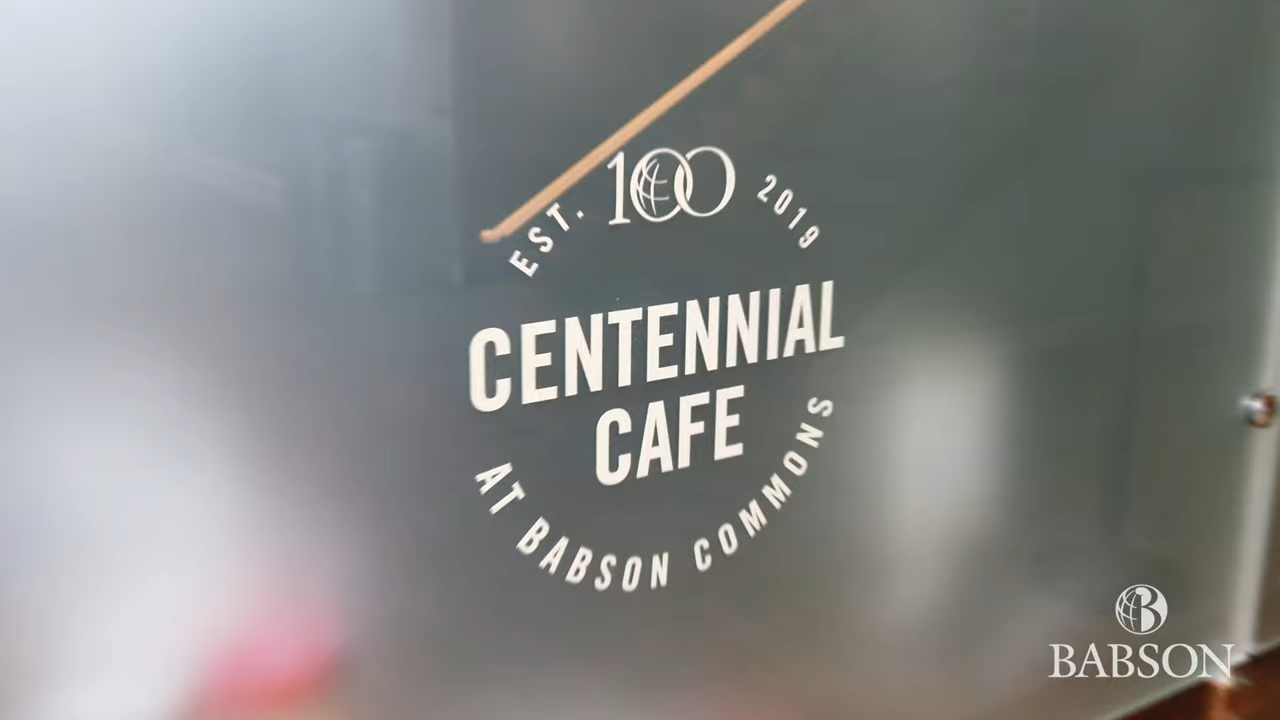 EST. 100 2019
CENTENNIAL
CAFE
AT BABSON COMMONS
B
BABSON